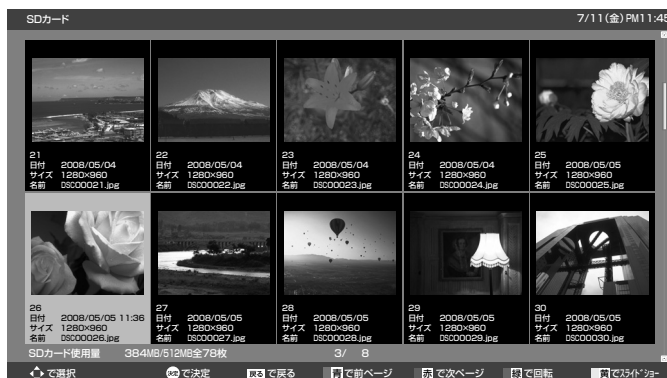 SDカード 7/11(金)PM11:45
21
日付 2008/05/04
サイズ 1280×960
名前 DSC00021.jpg
22
日付 2008/05/04
サイズ 1280×960
名前 DSC00022.jpg
23
日付 2008/05/04
サイズ 1280×960
名前 DSC00023.jpg
24
日付 2008/05/04
サイズ 1280×960
名前 DSC00024.jpg
25
日付 2008/05/05
サイズ 1280×960
名前 DSC00025.jpg
26
日付 2008/05/05 11:36
サイズ 1280×960
名前 DSC00026.jpg
27
日付 2008/05/05
サイズ 1280×960
名前 DSC00027.jpg
28
日付 2008/05/05
サイズ 1280×960
名前 DSC00028.jpg
29
日付 2008/05/05
サイズ 1280×960
名前 DSC00029.jpg
30
日付 2008/05/05
サイズ 1280×960
名前 DSC00030.jpg
SDカード使用量 384MB/512MB全78枚 3/ 8
で選択 決定 で決定 戻る で戻る 青 で前ページ 赤 で次ページ 緑 で回転 黄 でスライドショー